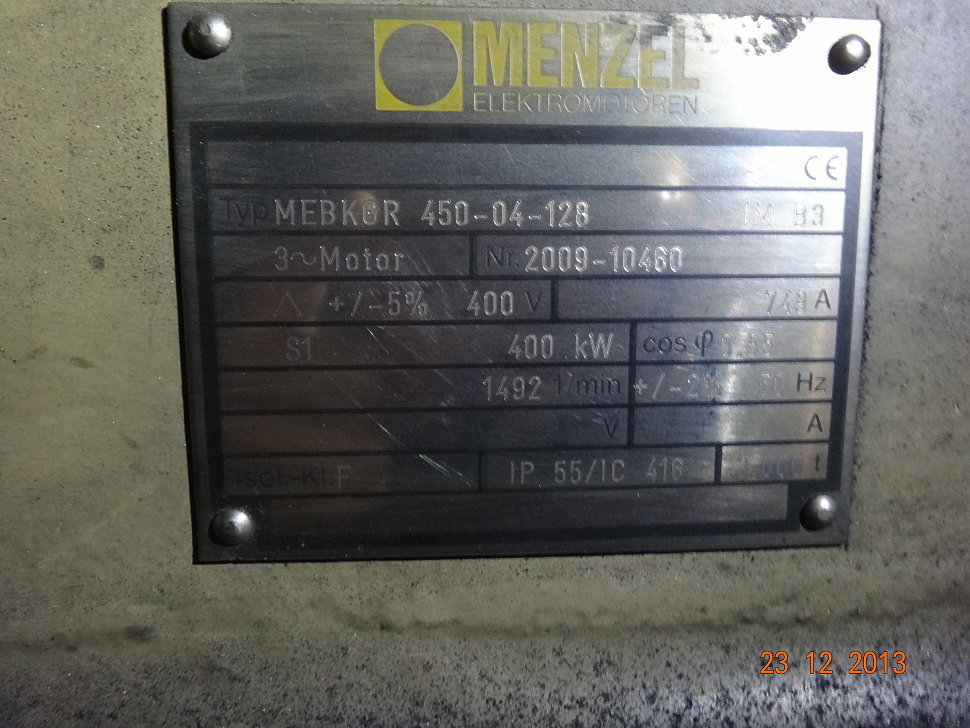 MENZEL
ELEKTROMOTOREN
CE
Typ MEBKGR 450-04-128 IM B3
3~Motor Nr. 2009-10460
+/-5% 400 V 749 A
S1 400 kW cos φ
1492 1/min +/-2% Hz
V A
Isol.-Kl. F IP 55/IC 416 t
23 12 2013